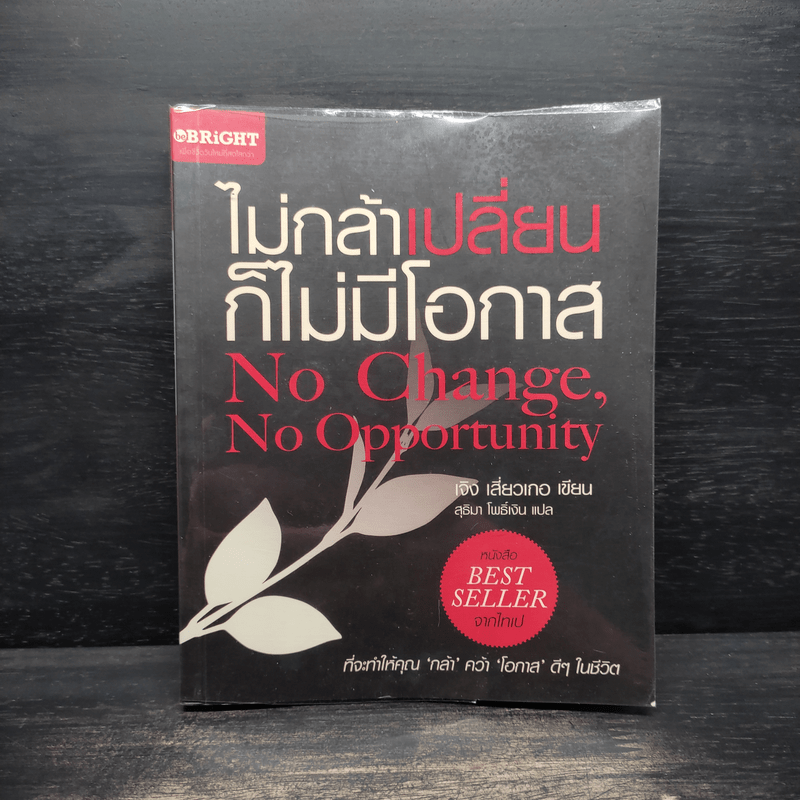 be BRiGHT
ไม่กล้าเปลี่ยน
ก็ไม่มีโอกาส
No Change,
No Opportunity
เจิง เสี่ยวเกอ เขียน
สุธิมา โพธิ์เงิน แปล
หนังสือ
BEST
SELLER
จากไทเป
ที่จะทำให้คุณ ‘กล้า’ คว้า ‘โอกาส’ ดีๆ ในชีวิต